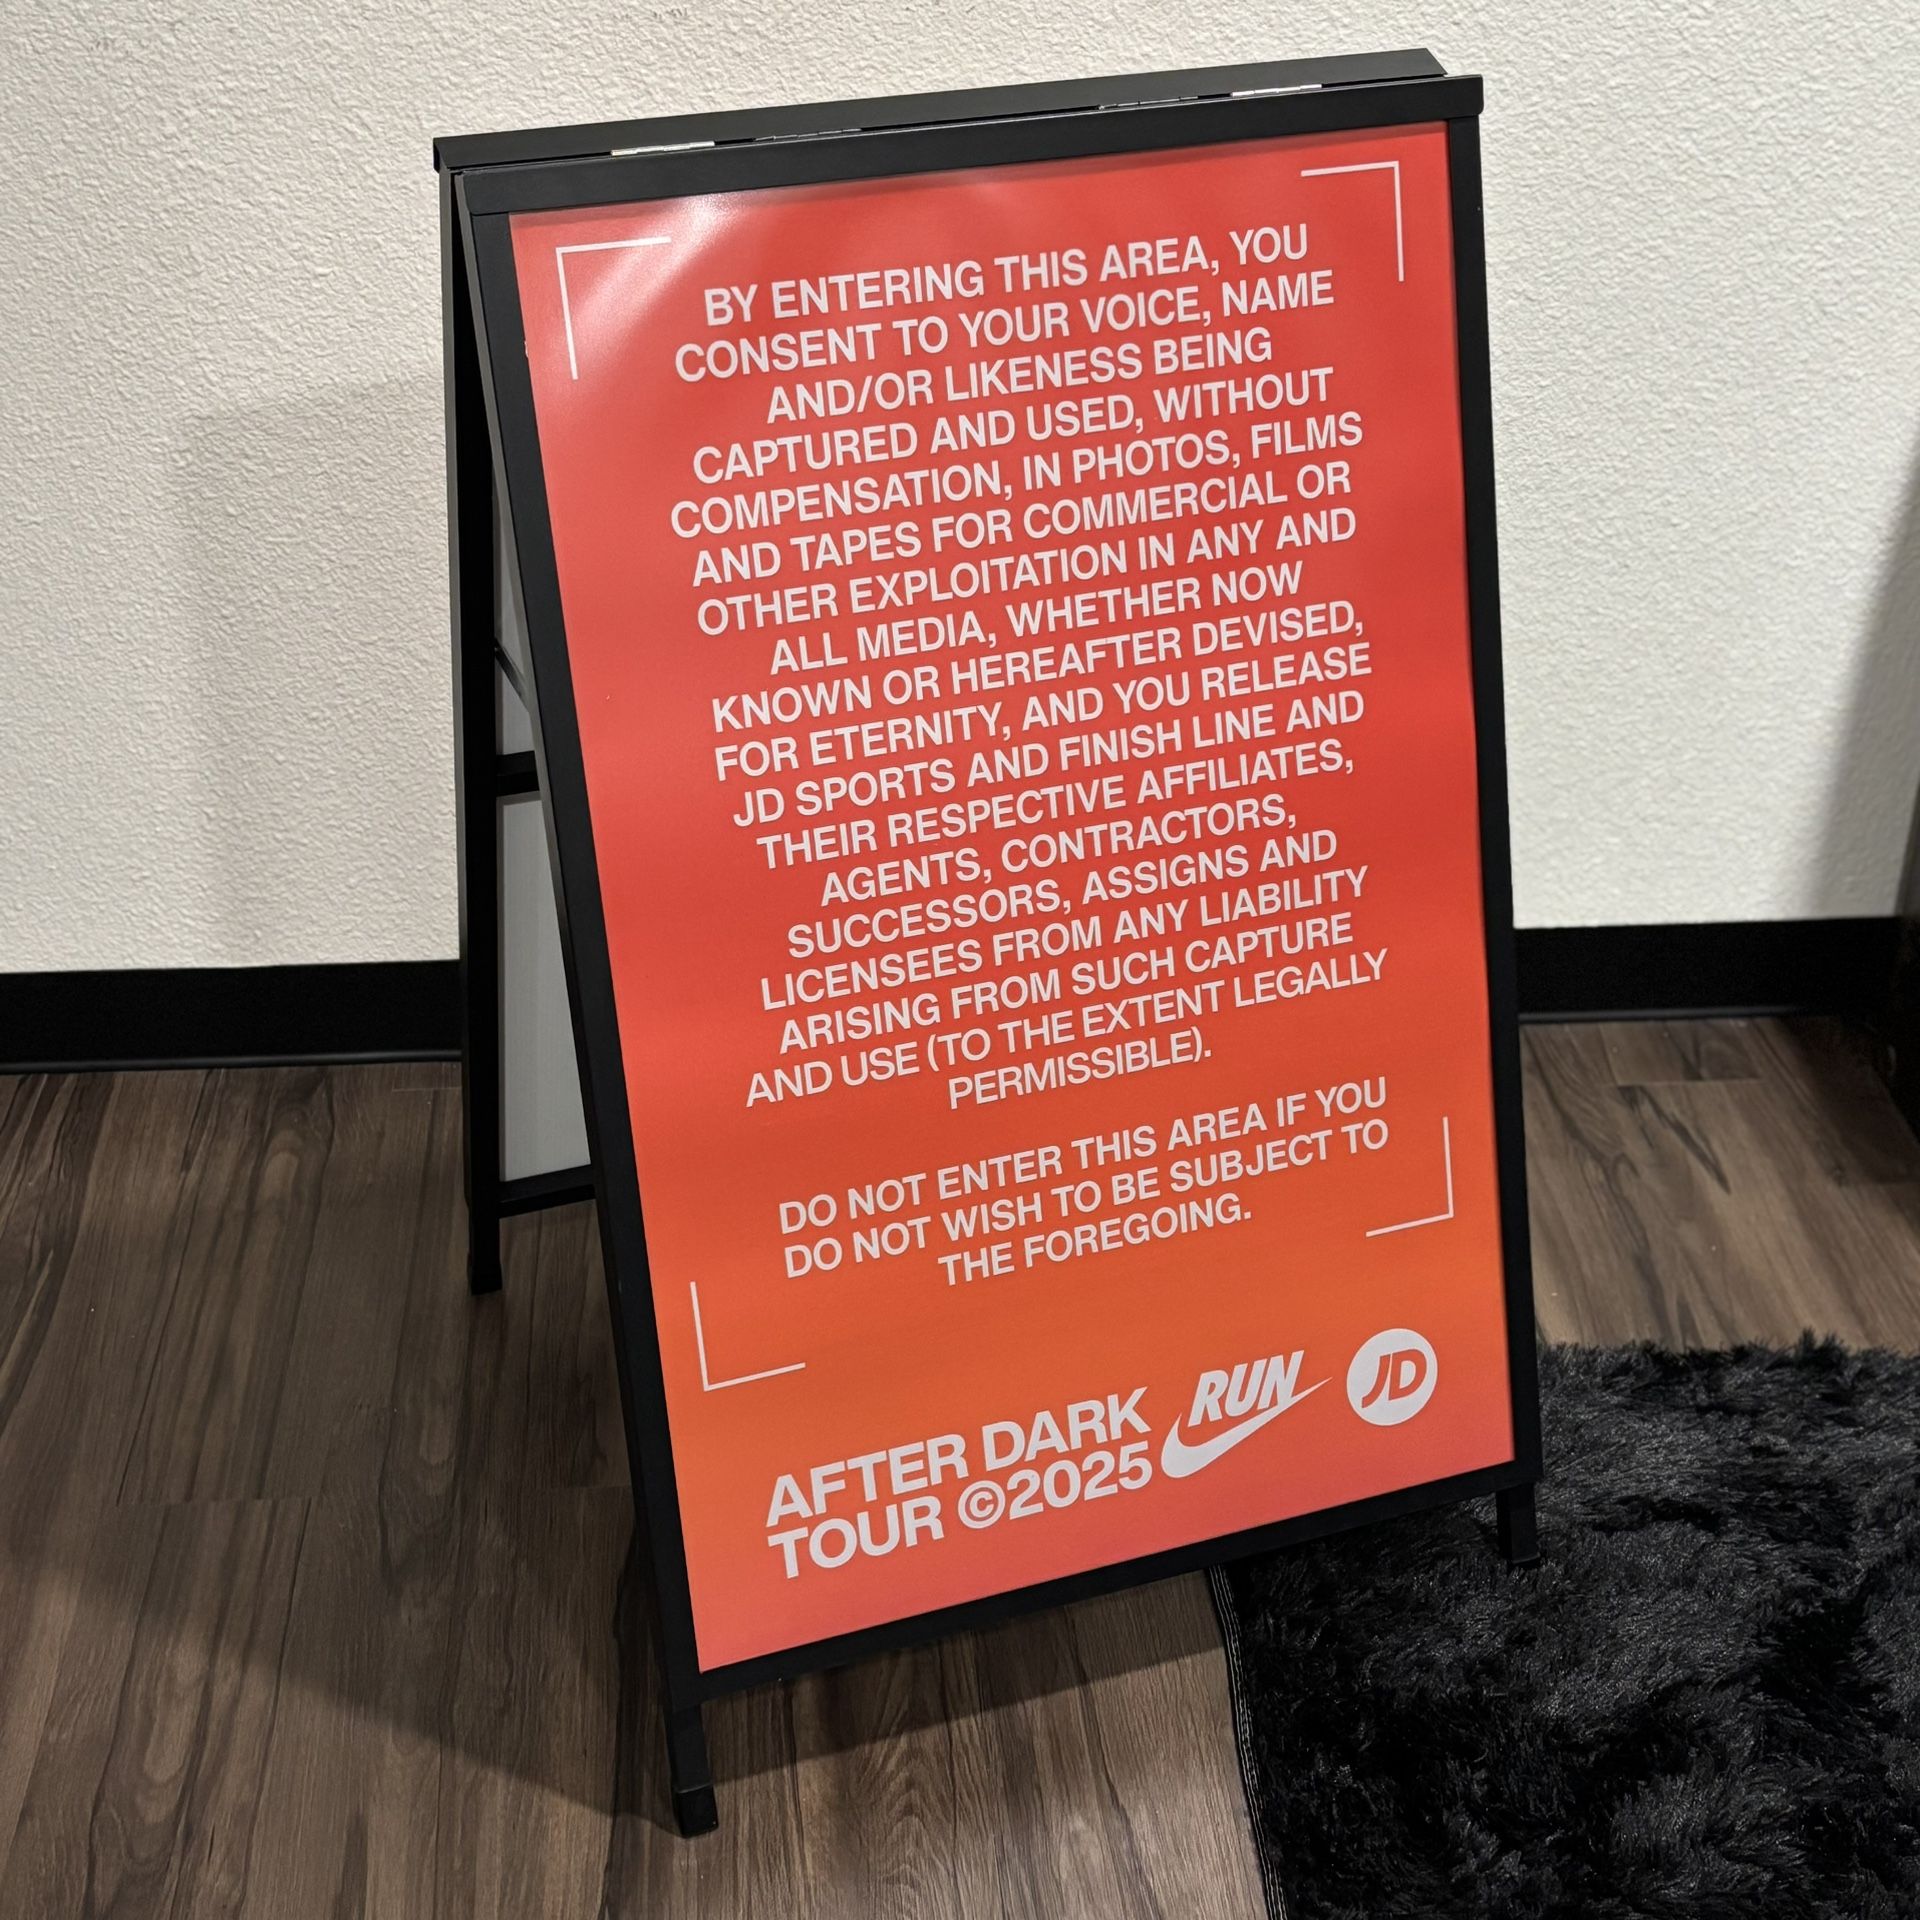 BY ENTERING THIS AREA, YOU
CONSENT TO YOUR VOICE, NAME
AND/OR LIKENESS BEING
CAPTURED AND USED, WITHOUT
COMPENSATION, IN PHOTOS, FILMS
AND TAPES FOR COMMERCIAL OR
OTHER EXPLOITATION IN ANY AND
ALL MEDIA, WHETHER NOW
KNOWN OR HEREAFTER DEVISED,
FOR ETERNITY, AND YOU RELEASE
JD SPORTS AND FINISH LINE AND
THEIR RESPECTIVE AFFILIATES,
AGENTS, CONTRACTORS,
SUCCESSORS, ASSIGNS AND
LICENSEES FROM ANY LIABILITY
ARISING FROM SUCH CAPTURE
AND USE (TO THE EXTENT LEGALLY
PERMISSIBLE).
DO NOT ENTER THIS AREA IF YOU
DO NOT WISH TO BE SUBJECT TO
THE FOREGOING.
AFTER DARK
TOUR ©2025
RUN
JD